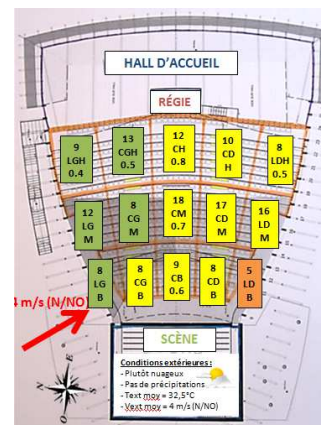 HALL D'ACCUEIL
RÉGIE
9
LGH
0.4
13
CGH
0.5
12
CH
0.8
10
CD
H
8
LDH
0.5
12
LG
M
8
CG
M
18
CM
0.7
17
CD
M
16
LD
M
8
LG
B
8
CG
B
9
CB
0.6
8
CD
B
5
LD
B
4 m/s (N/NO)
SCÈNE
Conditions extérieures :
- Plutôt nuageux
- Pas de précipitations
- Text moy = 32,5°C
- Vext moy = 4 m/s (N/NO)